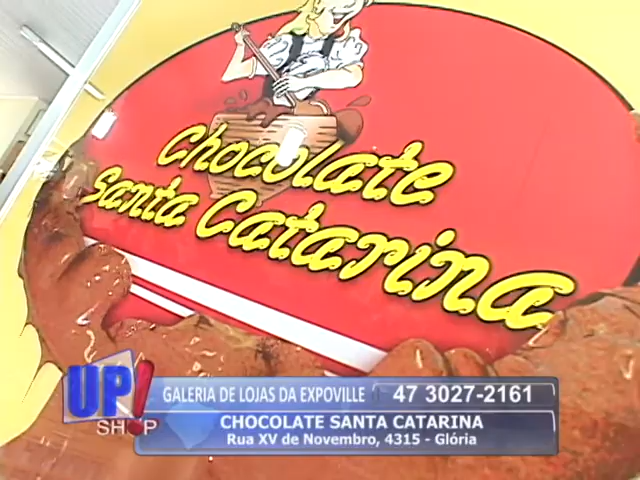 Chocolate
Santa Catarina
UP!
SHOP
GALERIA DE LOJAS DA EXPOVILLE
47 3027-2161
CHOCOLATE SANTA CATARINA
Rua XV de Novembro, 4315 - Glória